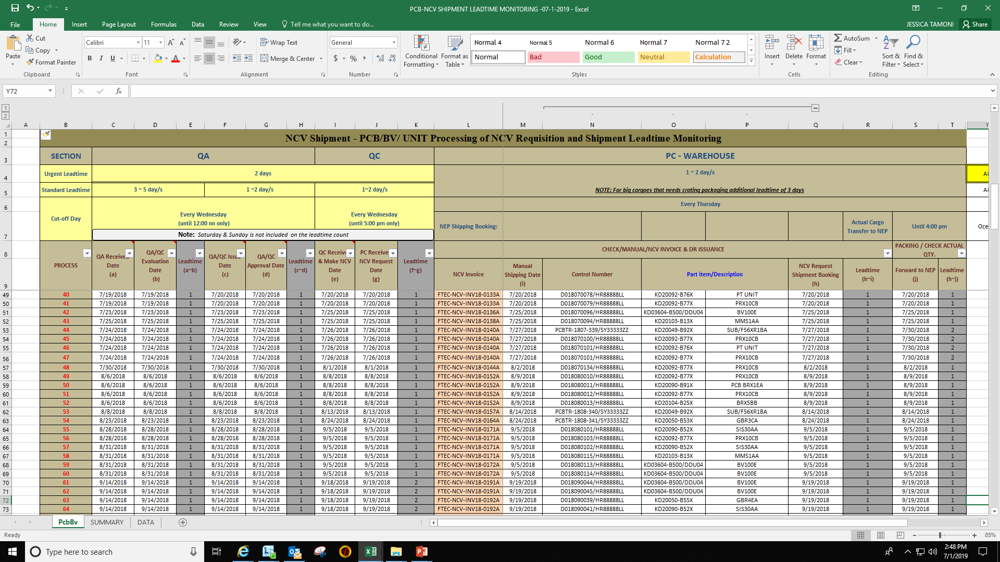 PCB-NCV SHIPMENT LEADTIME MONITORING -07-1-2019 - Excel
File Home Insert Page Layout Formulas Data Review View Tell me what you want to do... JESSICA TAMONI Share
Paste Cut Copy Format Painter Clipboard
Calibri 11 B I U A A A Font
Wrap Text Merge & Center Alignment
General $ % , Number
Conditional Formatting Format as Table
Normal 4 Normal 5 Normal 6 Normal 7 Normal 7 2
Normal Bad Good Neutral Calculation
Styles
Insert Delete Format Cells
AutoSum Fill Clear Sort & Filter Find & Select Editing
Y72 fx
1
2
A B C D E F G H I J K L M N O P Q R S T Y
1 NCV Shipment - PCB/BV/ UNIT Processing of NCV Requisition and Shipment Leadtime Monitoring
2
3 SECTION QA QC PC - WAREHOUSE
4 Urgent Leadtime 2 days 1 ~ 2 day/s Ai
5 Standard Leadtime 3 ~ 5 day/s 1 ~2 day/s 1~2 day/s NOTE: For big cargoes that needs crating packaging additional leadtime of 3 days Ai
6 Every Thursday
7 Cut-off Day Every Wednesday (until 12:00 nn only) Every Wednesday (until 5:00 pm only) NEP Shipping Booking: Actual Cargo Transfer to NEP Until 4:00 pm Oce
Note: Saturday & Sunday is not included on the leadtime count
8 CHECK/MANUAL/NCV INVOICE & DR ISSUANCE PACKING / CHECK ACTUAL QTY.
9 PROCESS QA Received Date (a) QA/QC Evaluation Date (b) Leadtime (a~b) QA/QC Issue Date (c) QA/QC Approval Date (d) Leadtime (c~d) QC Receive & Make NCV Date (e) PC Receive NCV Request Date (g) Leadtime (f~g) NCV Invoice Manual Shipping Date (i) Control Number Part item/Description NCV Request Shipment Booking (h) Leadtime (h~i) Forward to NEP (j) Leadtime (h~j)
49 40 7/19/2018 7/19/2018 1 7/20/2018 7/20/2018 1 7/20/2018 7/20/2018 1 FTEC-NCV-INV18-0133A 7/20/2018 D018070078/HR88888LL KD20092-B76X PT UNIT 7/20/2018 1 7/20/2018 1
50 41 7/19/2018 7/19/2018 1 7/20/2018 7/20/2018 1 7/20/2018 7/20/2018 1 FTEC-NCV-INV18-0133A 7/20/2018 D018070079/HR88888LL KD20092-B77X PRX10CB 7/20/2018 1 7/20/2018 1
51 42 7/23/2018 7/23/2018 1 7/23/2018 7/23/2018 1 7/25/2018 7/25/2018 1 FTEC-NCV-INV18-0136A 7/25/2018 D018070096/HR88888LL KD03604-B500/DDU04 BV100E 7/25/2018 1 7/25/2018 1
52 43 7/25/2018 7/25/2018 1 7/25/2018 7/25/2018 1 7/25/2018 7/25/2018 1 FTEC-NCV-INV18-0138A 7/25/2018 D018070094/HR88888LL KD20103-B13X MMS1AA 7/25/2018 1 7/25/2018 1
53 44 7/24/2018 7/24/2018 1 7/24/2018 7/24/2018 1 7/26/2018 7/26/2018 1 FTEC-NCV-INV18-0140A 7/27/2018 PCBTR-1807-339/SY33333ZZ KD20049-B92X SUB/F56XR1BA 7/27/2018 1 7/30/2018 2
54 45 7/24/2018 7/24/2018 1 7/24/2018 7/24/2018 1 7/26/2018 7/26/2018 1 FTEC-NCV-INV18-0140A 7/27/2018 D018070100/HR88888LL KD20092-B77X PRX10CB 7/27/2018 1 7/30/2018 2
55 46 7/24/2018 7/24/2018 1 7/24/2018 7/24/2018 1 7/26/2018 7/26/2018 1 FTEC-NCV-INV18-0140A 7/27/2018 D018070101/HR88888LL KD20092-B76X PT UNIT 7/27/2018 1 7/30/2018 2
56 47 7/24/2018 7/24/2018 1 7/24/2018 7/24/2018 1 7/26/2018 7/26/2018 1 FTEC-NCV-INV18-0140A 7/27/2018 D018070101/HR88888LL KD20092-B77X PRX10CB 7/27/2018 1 7/30/2018 2
57 48 7/30/2018 7/30/2018 1 7/30/2018 7/30/2018 1 8/1/2018 8/1/2018 1 FTEC-NCV-INV18-0144A 8/2/2018 D018070134/HR88888LL KD20092-B77X PRX10CB 8/2/2018 1 8/2/2018 1
58 49 8/6/2018 8/6/2018 1 8/6/2018 8/6/2018 1 8/8/2018 8/8/2018 1 FTEC-NCV-INV18-0152A 8/9/2018 D018080010/HR88888LL KD20092-B77X PRX10CB 8/9/2018 1 8/9/2018 1
59 50 8/6/2018 8/6/2018 1 8/6/2018 8/6/2018 1 8/8/2018 8/8/2018 1 FTEC-NCV-INV18-0152A 8/9/2018 D018080011/HR88888LL KD20090-B91X PCB BRX1EA 8/9/2018 1 8/9/2018 1
60 51 8/6/2018 8/6/2018 1 8/6/2018 8/6/2018 1 8/8/2018 8/8/2018 1 FTEC-NCV-INV18-0152A 8/9/2018 D018080012/HR88888LL KD20092-B77X PRX10CB 8/9/2018 1 8/9/2018 1
61 52 8/6/2018 8/6/2018 1 8/6/2018 8/6/2018 1 8/8/2018 8/8/2018 1 FTEC-NCV-INV18-0152A 8/9/2018 D018080013/HR88888LL KD20104-B25X BRX5BB 8/9/2018 1 8/9/2018 1
62 53 8/8/2018 8/8/2018 1 8/8/2018 8/8/2018 1 8/13/2018 8/13/2018 1 FTEC-NCV-INV18-0157A 8/14/2018 PCBTR-1808-340/SY33333ZZ KD20049-B92X SUB/F56XR1BA 8/14/2018 1 8/14/2018 1
63 54 8/23/2018 8/23/2018 1 8/23/2018 8/23/2018 1 8/24/2018 8/24/2018 1 FTEC-NCV-INV18-0164A 8/24/2018 PCBTR-1808-341/SY33333ZZ KD20050-B53X GBR3CA 8/24/2018 1 8/24/2018 1
64 55 8/28/2018 8/28/2018 1 8/28/2018 8/28/2018 1 9/5/2018 9/5/2018 1 FTEC-NCV-INV18-0171A 9/5/2018 D018080101/HR88888LL KD20090-B52X SIS30AA 9/5/2018 1 9/5/2018 1
65 56 8/28/2018 8/28/2018 1 8/28/2018 8/28/2018 1 9/5/2018 9/5/2018 1 FTEC-NCV-INV18-0171A 9/5/2018 D018080103/HR88888LL KD20092-B77X PRX10CB 9/5/2018 1 9/5/2018 1
66 57 8/31/2018 8/31/2018 1 8/31/2018 8/31/2018 1 9/5/2018 9/5/2018 1 FTEC-NCV-INV18-0171A 9/5/2018 D018080102/HR88888LL KD20090-B52X SIS30AA 9/5/2018 1 9/5/2018 1
67 58 8/31/2018 8/31/2018 1 8/31/2018 8/31/2018 1 9/5/2018 9/5/2018 1 FTEC-NCV-INV18-0171A 9/5/2018 D018080115/HR88888LL KD20103-B13X MMS1AA 9/5/2018 1 9/5/2018 1
68 59 8/31/2018 8/31/2018 1 8/31/2018 8/31/2018 1 9/5/2018 9/5/2018 1 FTEC-NCV-INV18-0172A 9/5/2018 D018080113/HR88888LL KD03604-B500/DDU04 BV100E 9/5/2018 1 9/5/2018 1
69 60 8/31/2018 8/31/2018 1 8/31/2018 8/31/2018 1 9/5/2018 9/5/2018 1 FTEC-NCV-INV18-0172A 9/5/2018 D018080114/HR88888LL KD03604-B500/DDU04 BV100E 9/5/2018 1 9/5/2018 1
70 61 9/14/2018 9/14/2018 1 9/14/2018 9/14/2018 1 9/18/2018 9/19/2018 2 FTEC-NCV-INV18-0191A 9/19/2018 D018090044/HR88888LL KD03604-B500/DDU04 BV100E 9/19/2018 1 9/19/2018 1
71 62 9/14/2018 9/14/2018 1 9/14/2018 9/14/2018 1 9/18/2018 9/19/2018 2 FTEC-NCV-INV18-0191A 9/19/2018 D018090045/HR88888LL KD03604-B500/DDU04 BV100E 9/19/2018 1 9/19/2018 1
72 63 9/14/2018 9/14/2018 1 9/14/2018 9/14/2018 1 9/18/2018 9/19/2018 2 FTEC-NCV-INV18-0192A 9/19/2018 D018090039/HR88888LL KD20050-B55X GBR4EA 9/19/2018 1 9/19/2018 1
73 64 9/14/2018 9/14/2018 1 9/14/2018 9/14/2018 1 9/18/2018 9/19/2018 2 FTEC-NCV-INV18-0192A 9/19/2018 D018090041/HR88888LL KD20090-B52X SIS30AA 9/19/2018 1 9/19/2018 1
PcbBv SUMMARY DATA
Ready 85%
Type here to search 2:48 PM
7/1/2019